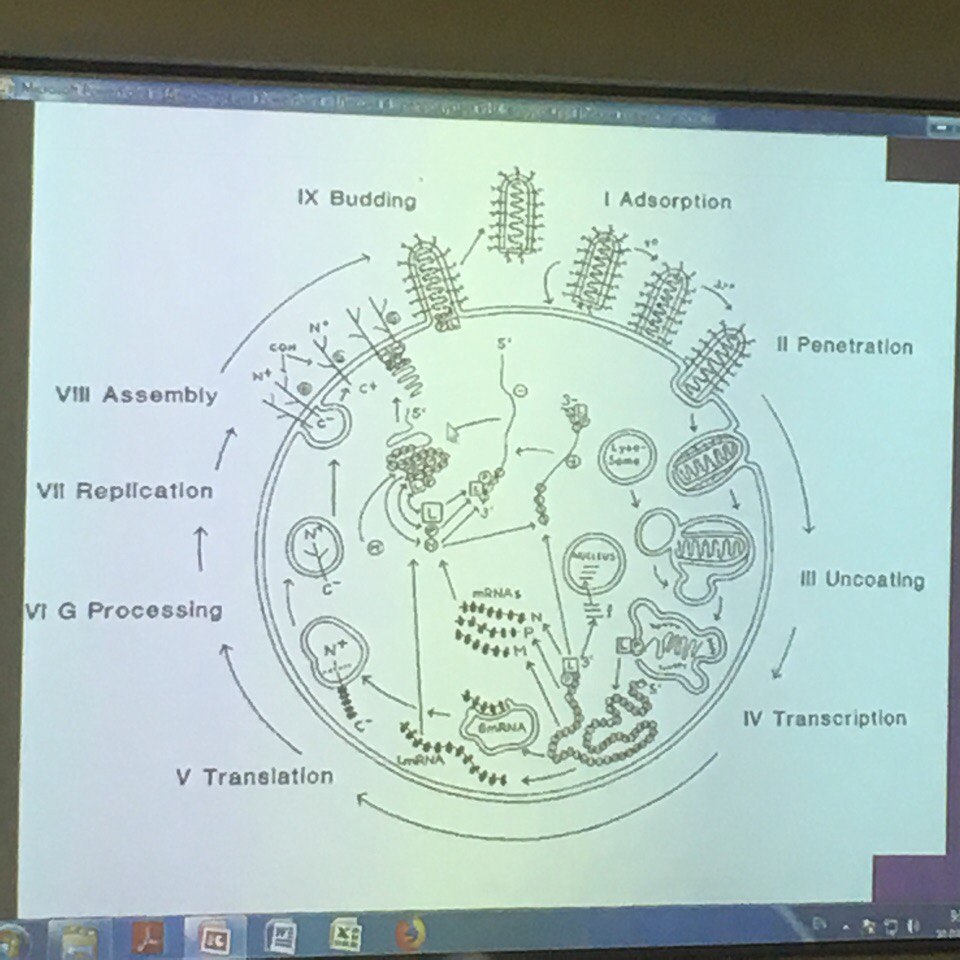 IX Budding
I Adsorption
II Penetration
VIII Assembly
VII Replication
III Uncoating
VI G Processing
IV Transcription
V Translation
5'
N+
COH
N+
G
G
G
C+
C-
5'
3-
Lyso-
Some
L
3'
N+
C-
NUCLEUS
mRNAs
N
P
M
L
3'
L
5'
N+
C-
GmRNA
LmRNA